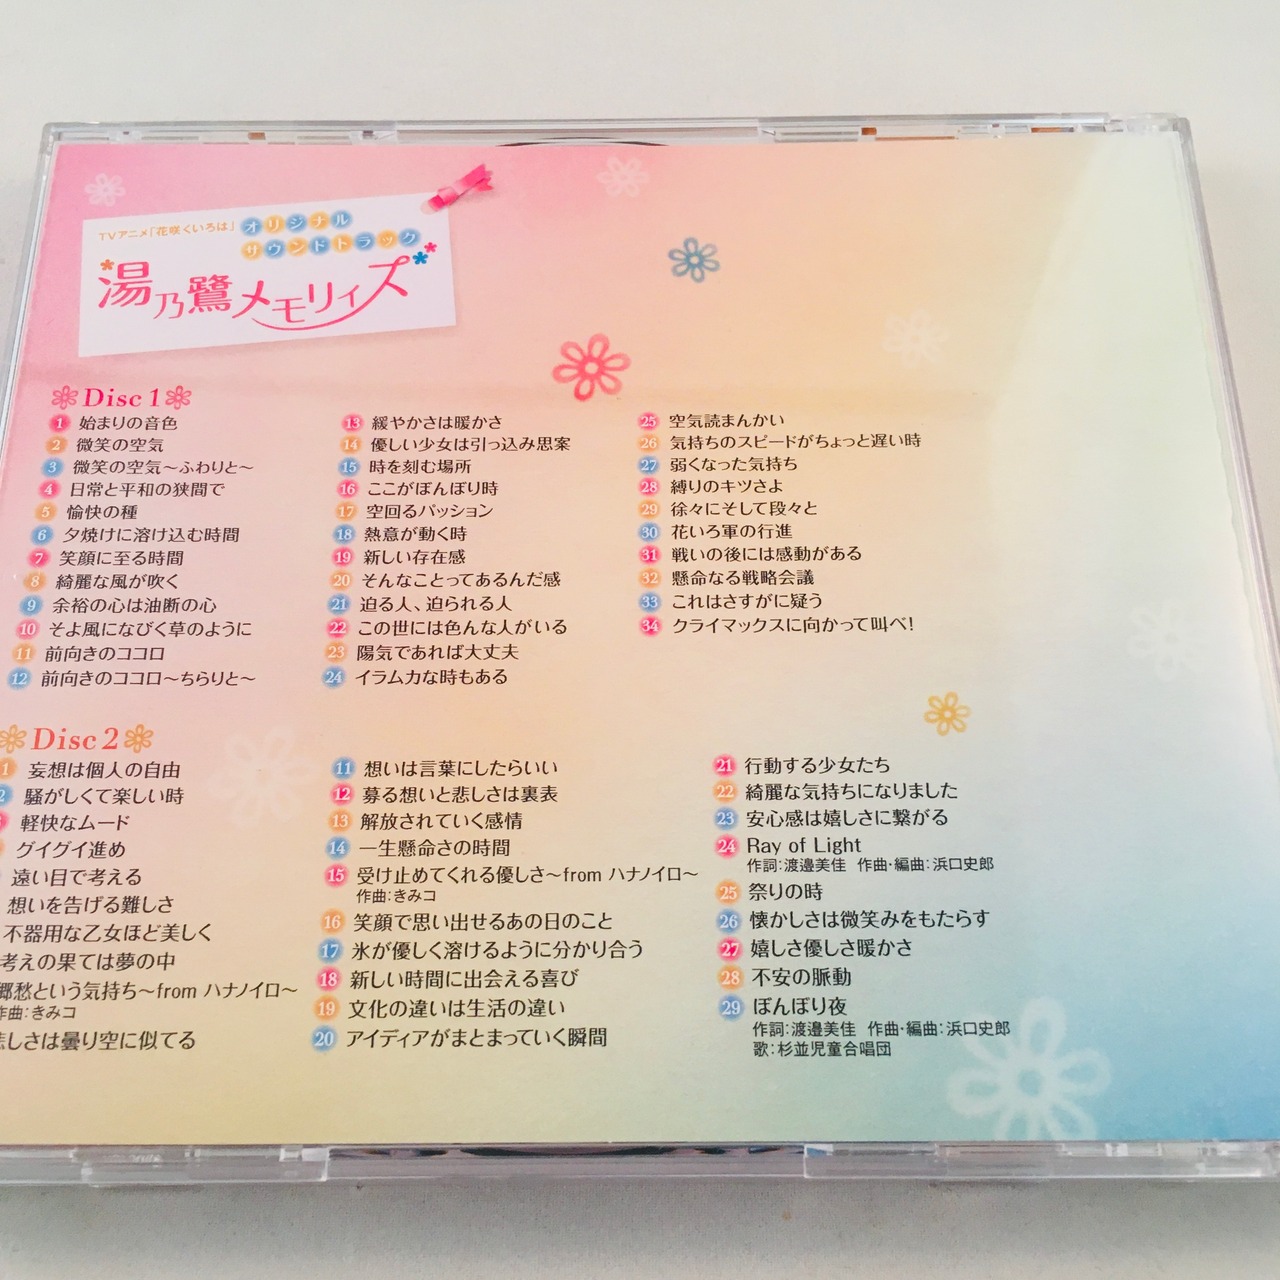 TVアニメ「花咲くいろは」オリジナル
サウンドトラック
湯乃鷺メモリィズ
Disc 1
1 始まりの音色
2 微笑の空気
3 微笑の空気〜ふわりと〜
4 日常と平和の狭間で
5 愉快の種
6 夕焼けに溶け込む時間
7 笑顔に至る時間
8 綺麗な風が吹く
9 余裕の心は油断の心
10 そよ風になびく草のように
11 前向きのココロ
12 前向きのココロ〜ちらりと〜
13 緩やかさは暖かさ
14 優しい少女は引っ込み思案
15 時を刻む場所
16 ここがぼんぼり時
17 空回るパッション
18 熱意が動く時
19 新しい存在感
20 そんなことってあるんだ感
21 迫る人、迫られる人
22 この世には色んな人がいる
23 陽気であれば大丈夫
24 イラムカな時もある
25 空気読まんかい
26 気持ちのスピードがちょっと遅い時
27 弱くなった気持ち
28 縛りのキツさよ
29 徐々にそして段々と
30 花いろ軍の行進
31 戦いの後には感動がある
32 懸命なる戦略会議
33 これはさすがに疑う
34 クライマックスに向かって叫べ!
Disc 2
1 妄想は個人の自由
2 騒がしくて楽しい時
軽快なムード
グイグイ進め
遠い目で考える
想いを告げる難しさ
不器用な乙女ほど美しく
考えの果ては夢の中
郷愁という気持ち〜from ハナノイロ〜
作曲:きみコ
悲しさは曇り空に似てる
11 想いは言葉にしたらいい
12 募る想いと悲しさは裏表
13 解放されていく感情
14 一生懸命さの時間
15 受け止めてくれる優しさ〜from ハナノイロ〜
作曲:きみコ
16 笑顔で思い出せるあの日のこと
17 氷が優しく溶けるように分かり合う
18 新しい時間に出会える喜び
19 文化の違いは生活の違い
20 アイディアがまとまっていく瞬間
21 行動する少女たち
22 綺麗な気持ちになりました
23 安心感は嬉しさに繋がる
24 Ray of Light
作詞:渡邉美佳 作曲・編曲:浜口史郎
25 祭りの時
26 懐かしさは微笑みをもたらす
27 嬉しさ優しさ暖かさ
28 不安の脈動
29 ぼんぼり夜
作詞:渡邉美佳 作曲・編曲:浜口史郎
歌:杉並児童合唱団